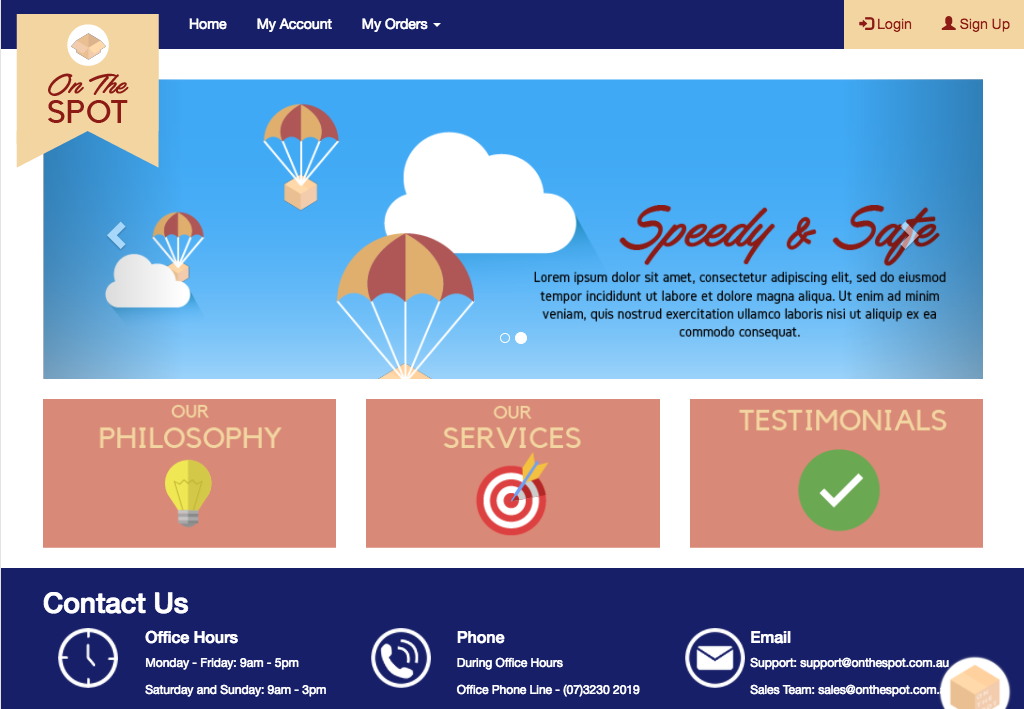 Home
My Account
My Orders
Login
Sign Up
On The
SPOT
Speedy & Safe
Lorem ipsum dolor sit amet, consectetur adipiscing elit, sed do eiusmod
tempor incididunt ut labore et dolore magna aliqua. Ut enim ad minim
veniam, quis nostrud exercitation ullamco laboris nisi ut aliquip ex ea
commodo consequat.
OUR
PHILOSOPHY
OUR
SERVICES
TESTIMONIALS
Contact Us
Office Hours
Monday - Friday: 9am - 5pm
Saturday and Sunday: 9am - 3pm
Phone
During Office Hours
Office Phone Line - (07)3230 2019
Email
Support: support@onthespot.com.au
Sales Team: sales@onthespot.com.